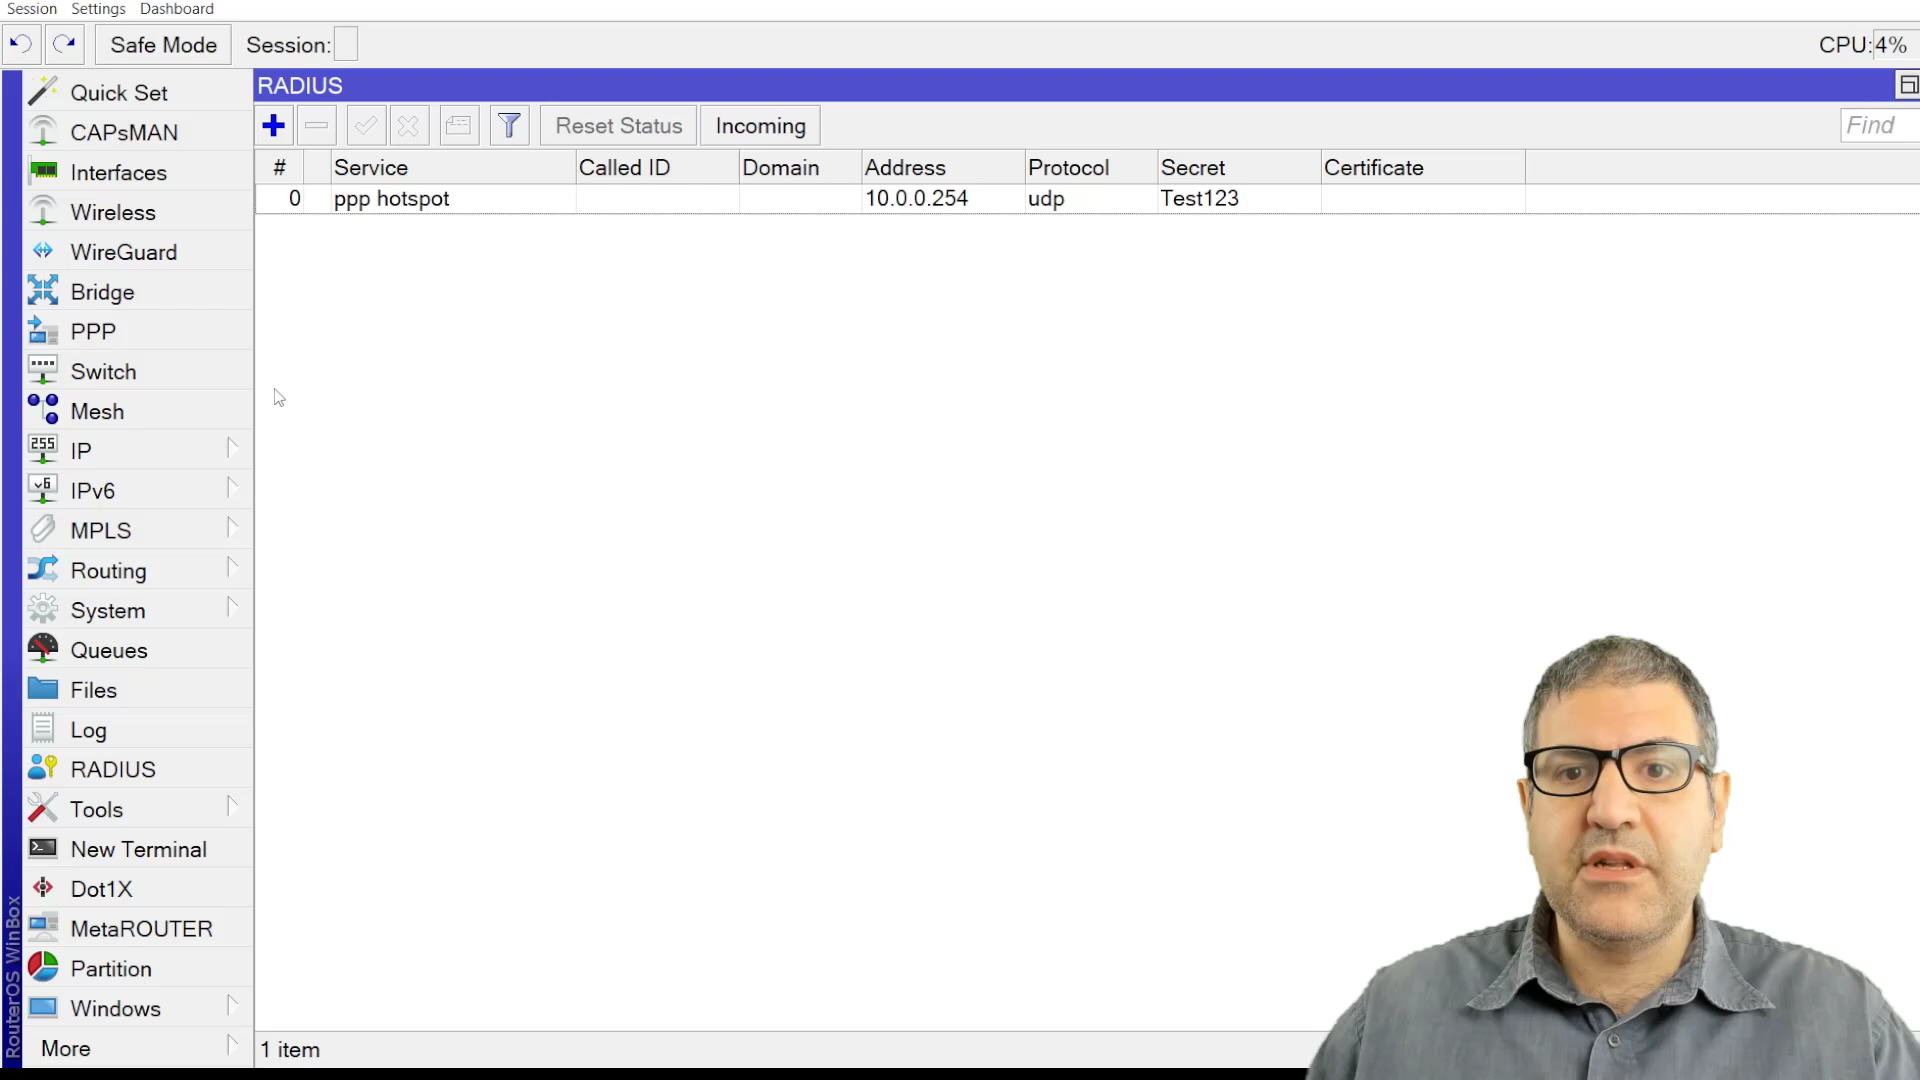 Session Settings Dashboard
Safe Mode Session: CPU: 4%
RADIUS
Reset Status Incoming Find
# Service Called ID Domain Address Protocol Secret Certificate
0 ppp hotspot 10.0.0.254 udp Test123
Quick Set
CAPsMAN
Interfaces
Wireless
WireGuard
Bridge
PPP
Switch
Mesh
255 IP
v6 IPv6
MPLS
Routing
System
Queues
Files
Log
RADIUS
Tools
New Terminal
Dot1X
MetaROUTER
Partition
Windows
More
RouterOS WinBox
1 item